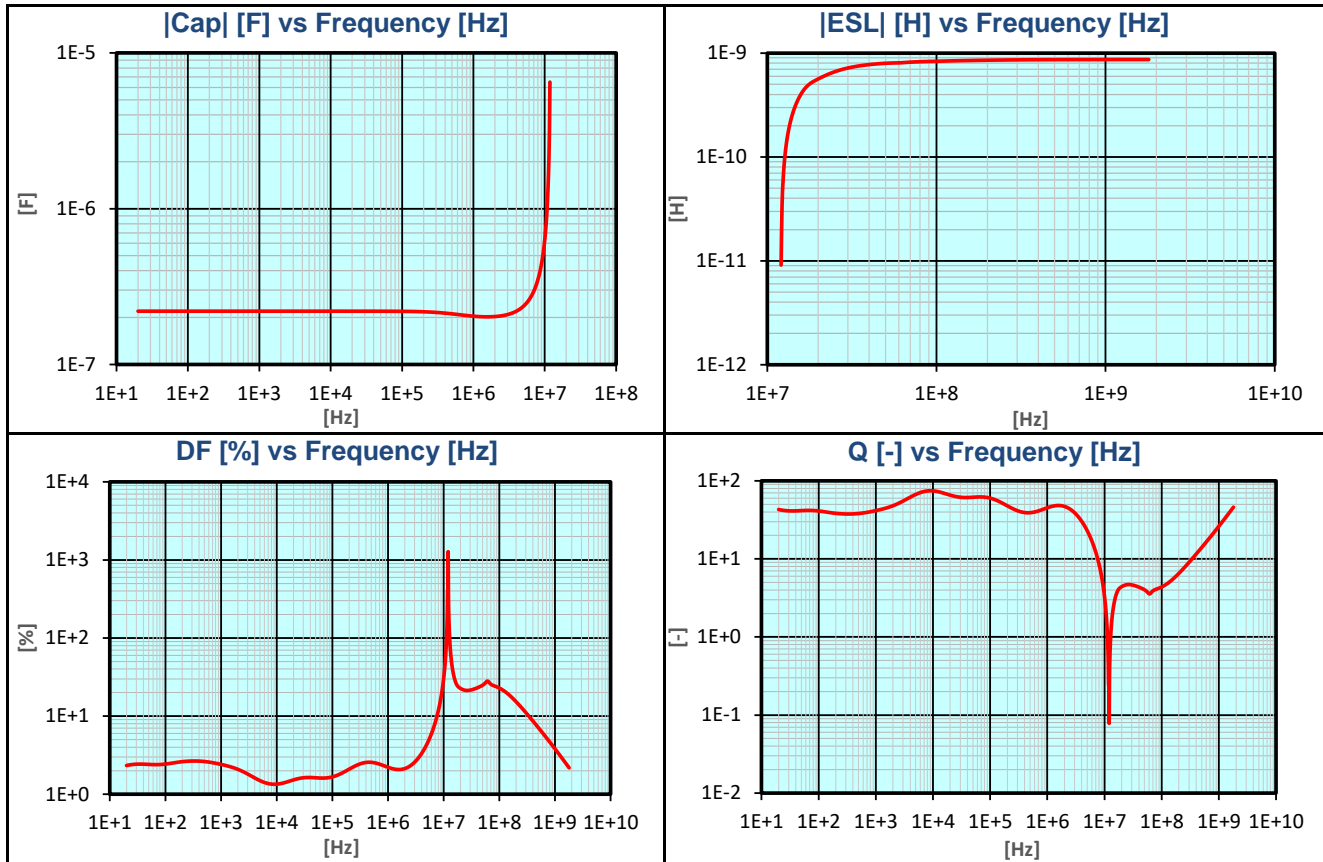 |Cap| [F] vs Frequency [Hz]
1E-5
1E-6
1E-7
[F]
1E+1 1E+2 1E+3 1E+4 1E+5 1E+6 1E+7 1E+8
[Hz]
|ESL| [H] vs Frequency [Hz]
1E-9
1E-10
1E-11
1E-12
[H]
1E+7 1E+8 1E+9 1E+10
[Hz]
DF [%] vs Frequency [Hz]
1E+4
1E+3
1E+2
1E+1
1E+0
[%]
1E+1 1E+2 1E+3 1E+4 1E+5 1E+6 1E+7 1E+8 1E+9 1E+10
[Hz]
Q [-] vs Frequency [Hz]
1E+2
1E+1
1E+0
1E-1
1E-2
[-]
1E+1 1E+2 1E+3 1E+4 1E+5 1E+6 1E+7 1E+8 1E+9 1E+10
[Hz]